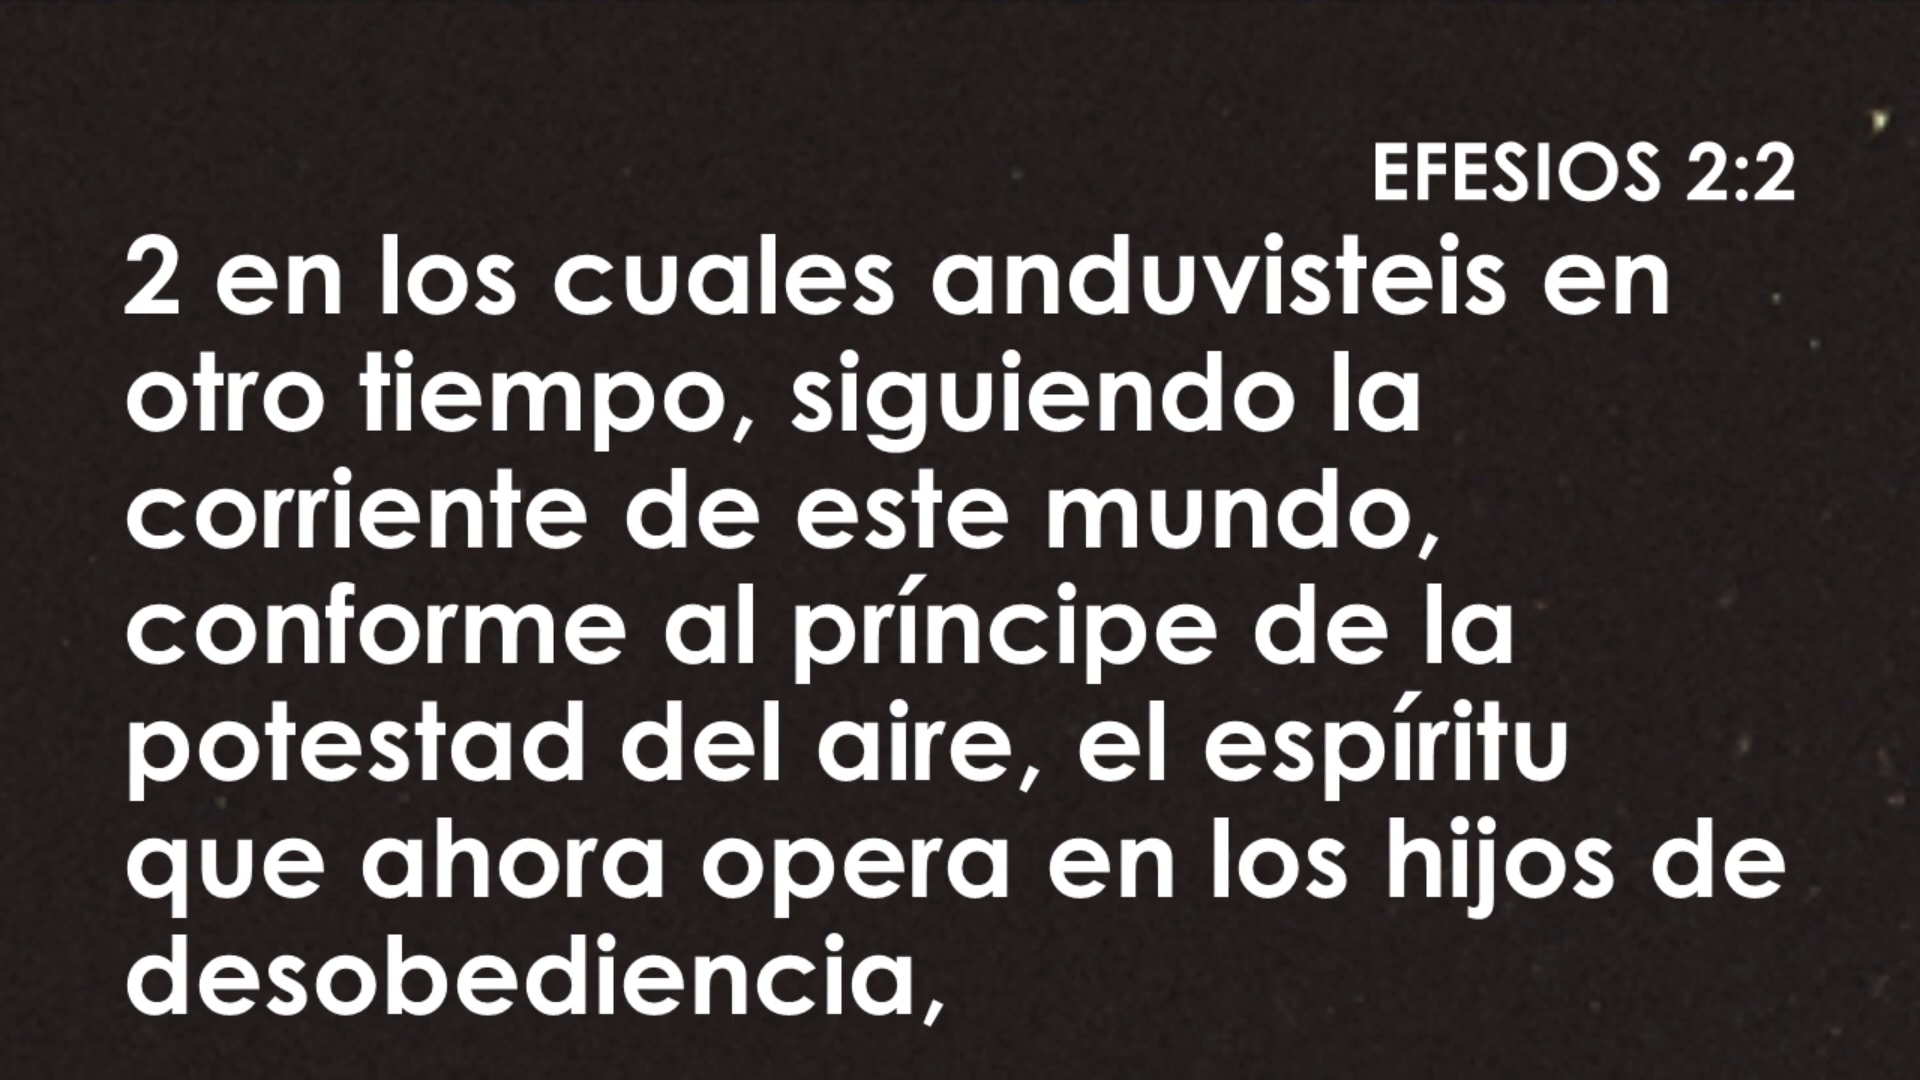 EFESIOS 2:2
2 en los cuales anduvisteis en
otro tiempo, siguiendo la
corriente de este mundo,
conforme al príncipe de la
potestad del aire, el espíritu
que ahora opera en los hijos de
desobediencia,